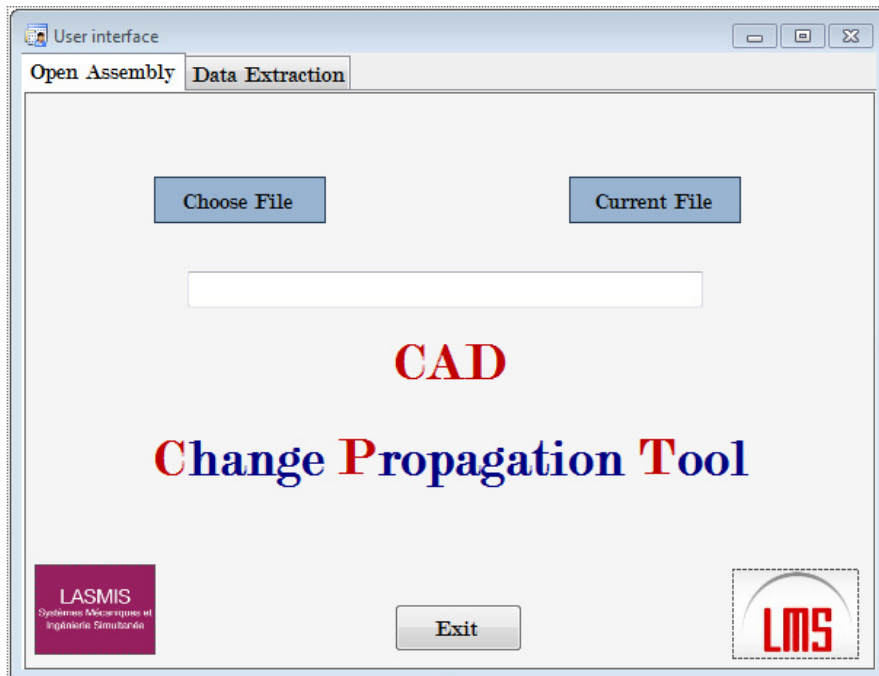 User interface
Open Assembly Data Extraction
Choose File Current File
CAD
Change Propagation Tool
LASMIS
Systèmes Mécaniques et
Ingénierie Simultanée
Exit
LMS